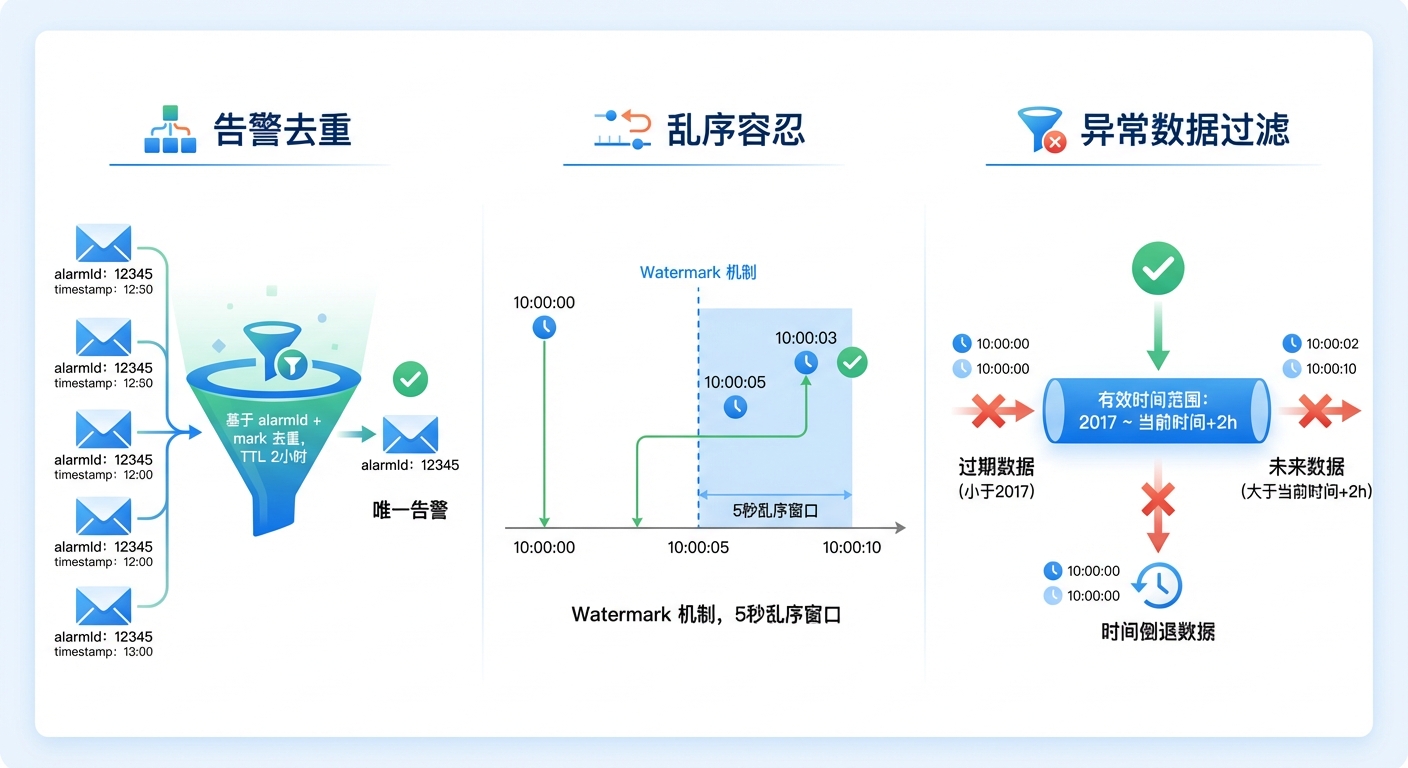 告警去重
alarmId: 12345
timestamp: 12:50
alarmId: 12345
timestamp: 12:50
alarmId: 12345
timestamp: 12:00
alarmId: 12345
timestamp: 12:00
alarmId: 12345
timestamp: 13:00
基于 alarmId +
mark 去重,
TTL 2小时
alarmId: 12345
唯一告警
乱序容忍
Watermark 机制
10:00:00
10:00:03
10:00:05
5秒乱序窗口
10:00:00
10:00:05
10:00:10
Watermark 机制，5秒乱序窗口
异常数据过滤
10:00:00
10:00:00
有效时间范围:
2017 ~ 当前时间+2h
10:00:02
10:00:10
过期数据
(小于2017)
未来数据
(大于当前时间+2h)
10:00:00
10:00:00
时间倒退数据